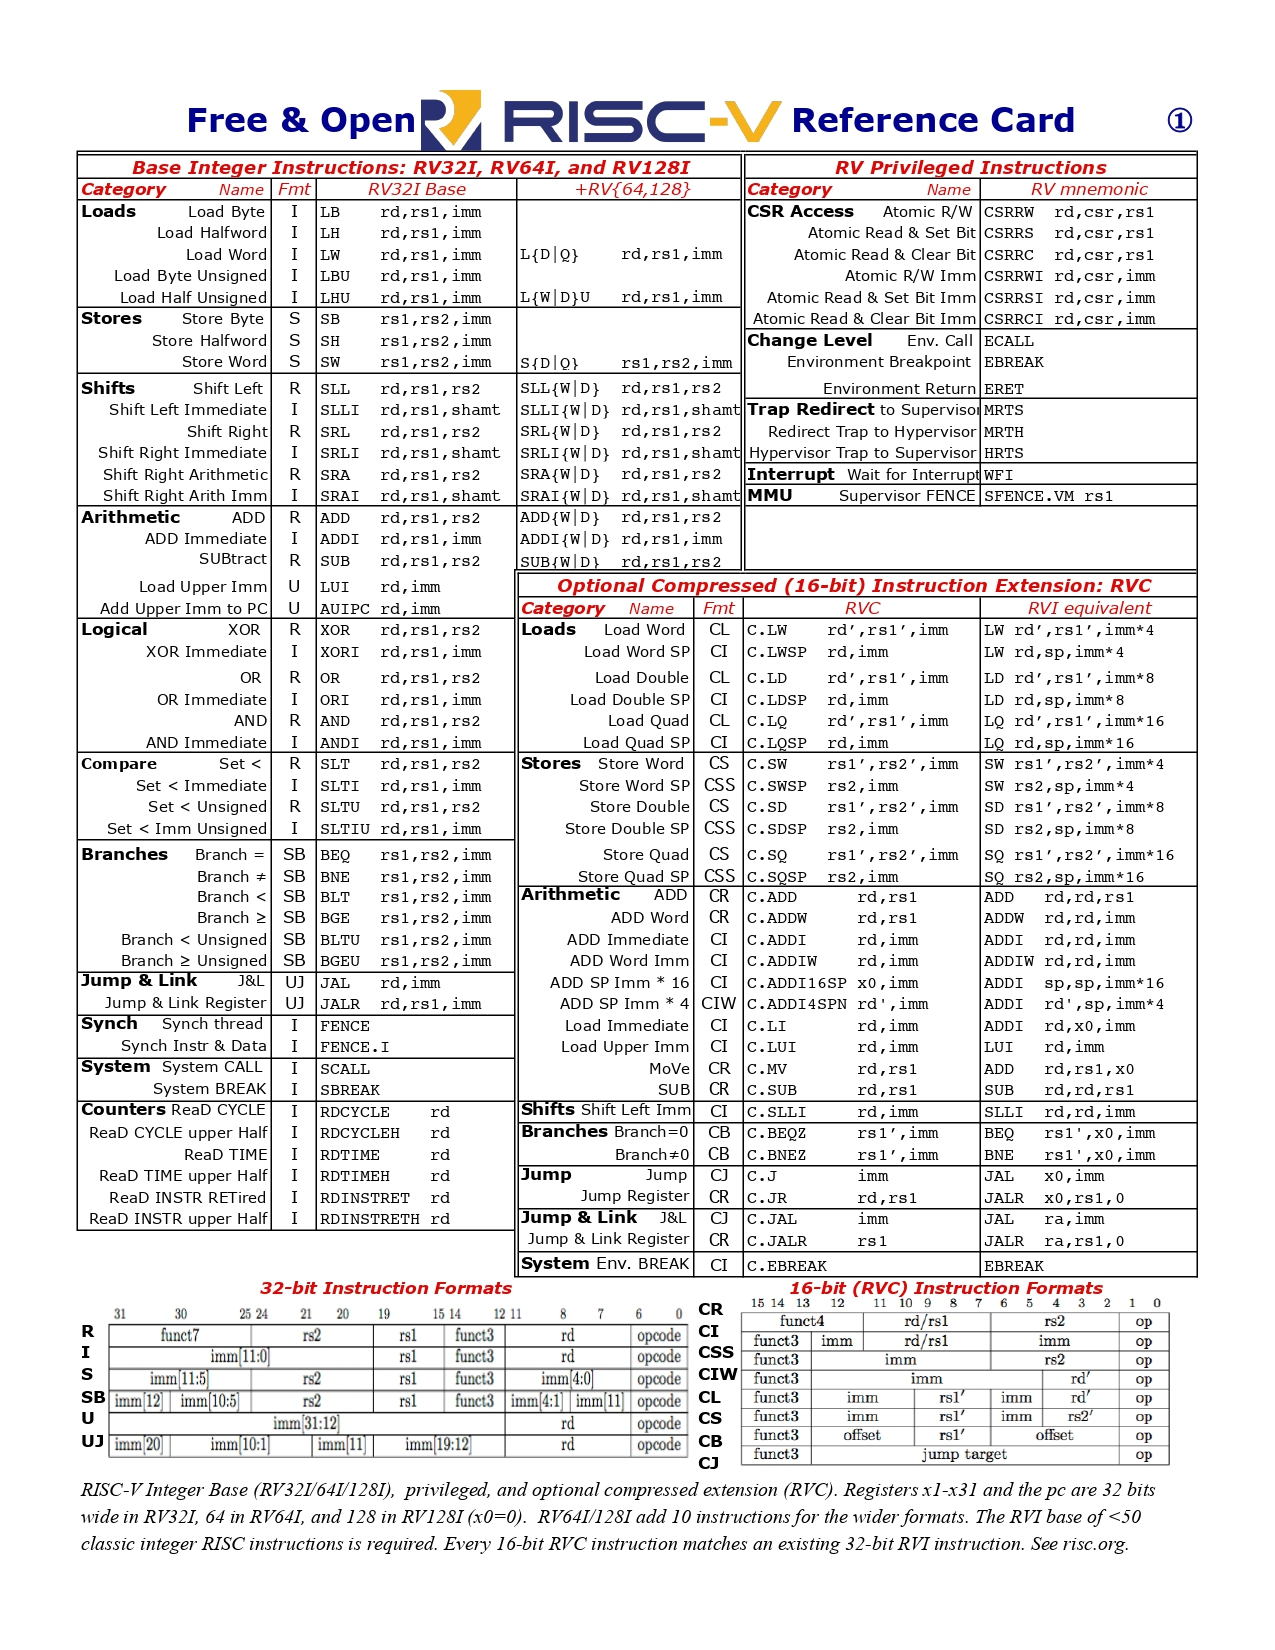 Free & Open RISC-V Reference Card ①
Base Integer Instructions: RV32I, RV64I, and RV128I
Category Name Fmt RV32I Base +RV{64,128}
Loads Load Byte I LB rd,rs1,imm
Load Halfword I LH rd,rs1,imm
Load Word I LW rd,rs1,imm L{D|Q} rd,rs1,imm
Load Byte Unsigned I LBU rd,rs1,imm
Load Half Unsigned I LHU rd,rs1,imm L{W|D}U rd,rs1,imm
Stores Store Byte S SB rs1,rs2,imm
Store Halfword S SH rs1,rs2,imm
Store Word S SW rs1,rs2,imm S{D|Q} rs1,rs2,imm
Shifts Shift Left R SLL rd,rs1,rs2 SLL{W|D} rd,rs1,rs2
Shift Left Immediate I SLLI rd,rs1,shamt SLLI{W|D} rd,rs1,shamt
Shift Right R SRL rd,rs1,rs2 SRL{W|D} rd,rs1,rs2
Shift Right Immediate I SRLI rd,rs1,shamt SRLI{W|D} rd,rs1,shamt
Shift Right Arithmetic R SRA rd,rs1,rs2 SRA{W|D} rd,rs1,rs2
Shift Right Arith Imm I SRAI rd,rs1,shamt SRAI{W|D} rd,rs1,shamt
Arithmetic ADD R ADD rd,rs1,rs2 ADD{W|D} rd,rs1,rs2
ADD Immediate I ADDI rd,rs1,imm ADDI{W|D} rd,rs1,imm
SUBtract R SUB rd,rs1,rs2 SUB{W|D} rd,rs1,rs2
Load Upper Imm U LUI rd,imm
Add Upper Imm to PC U AUIPC rd,imm
Logical XOR R XOR rd,rs1,rs2
XOR Immediate I XORI rd,rs1,imm
OR R OR rd,rs1,rs2
OR Immediate I ORI rd,rs1,imm
AND R AND rd,rs1,rs2
AND Immediate I ANDI rd,rs1,imm
Compare Set < R SLT rd,rs1,rs2
Set < Immediate I SLTI rd,rs1,imm
Set < Unsigned R SLTU rd,rs1,rs2
Set < Imm Unsigned I SLTIU rd,rs1,imm
Branches Branch = SB BEQ rs1,rs2,imm
Branch ≠ SB BNE rs1,rs2,imm
Branch < SB BLT rs1,rs2,imm
Branch ≥ SB BGE rs1,rs2,imm
Branch < Unsigned SB BLTU rs1,rs2,imm
Branch ≥ Unsigned SB BGEU rs1,rs2,imm
Jump & Link J&L UJ JAL rd,imm
Jump & Link Register UJ JALR rd,rs1,imm
Synch Synch thread I FENCE
Synch Instr & Data I FENCE.I
System System CALL I SCALL
System BREAK I SBREAK
Counters ReaD CYCLE I RDCYCLE rd
ReaD CYCLE upper Half I RDCYCLEH rd
ReaD TIME I RDTIME rd
ReaD TIME upper Half I RDTIMEH rd
ReaD INSTR RETired I RDINSTRET rd
ReaD INSTR upper Half I RDINSTRETH rd
RV Privileged Instructions
Category Name RV mnemonic
CSR Access Atomic R/W CSRRW rd,csr,rs1
Atomic Read & Set Bit CSRRS rd,csr,rs1
Atomic Read & Clear Bit CSRRC rd,csr,rs1
Atomic R/W Imm CSRRWI rd,csr,imm
Atomic Read & Set Bit Imm CSRRSI rd,csr,imm
Atomic Read & Clear Bit Imm CSRRCI rd,csr,imm
Change Level Env. Call ECALL
Environment Breakpoint EBREAK
Environment Return ERET
Trap Redirect to Supervisor MRTS
Redirect Trap to Hypervisor MRTH
Hypervisor Trap to Supervisor HRTS
Interrupt Wait for Interrupt WFI
MMU Supervisor FENCE SFENCE.VM rs1
Optional Compressed (16-bit) Instruction Extension: RVC
Category Name Fmt RVC RVI equivalent
Loads Load Word CL C.LW rd′,rs1′,imm LW rd′,rs1′,imm*4
Load Word SP CI C.LWSP rd,imm LW rd,sp,imm*4
Load Double CL C.LD rd′,rs1′,imm LD rd′,rs1′,imm*8
Load Double SP CI C.LDSP rd,imm LD rd,sp,imm*8
Load Quad CL C.LQ rd′,rs1′,imm LQ rd′,rs1′,imm*16
Load Quad SP CI C.LQSP rd,imm LQ rd,sp,imm*16
Stores Store Word CS C.SW rs1′,rs2′,imm SW rs1′,rs2′,imm*4
Store Word SP CSS C.SWSP rs2,imm SW rs2,sp,imm*4
Store Double CS C.SD rs1′,rs2′,imm SD rs1′,rs2′,imm*8
Store Double SP CSS C.SDSP rs2,imm SD rs2,sp,imm*8
Store Quad CS C.SQ rs1′,rs2′,imm SQ rs1′,rs2′,imm*16
Store Quad SP CSS C.SQSP rs2,imm SQ rs2,sp,imm*16
Arithmetic ADD CR C.ADD rd,rs1 ADD rd,rd,rs1
ADD Word CR C.ADDW rd,rs1 ADDW rd,rd,imm
ADD Immediate CI C.ADDI rd,imm ADDI rd,rd,imm
ADD Word Imm CI C.ADDIW rd,imm ADDIW rd,rd,imm
ADD SP Imm * 16 CI C.ADDI16SP x0,imm ADDI sp,sp,imm*16
ADD SP Imm * 4 CIW C.ADDI4SPN rd',imm ADDI rd',sp,imm*4
Load Immediate CI C.LI rd,imm ADDI rd,x0,imm
Load Upper Imm CI C.LUI rd,imm LUI rd,imm
MoVe CR C.MV rd,rs1 ADD rd,rs1,x0
SUB CR C.SUB rd,rs1 SUB rd,rd,rs1
Shifts Shift Left Imm CI C.SLLI rd,imm SLLI rd,rd,imm
Branches Branch=0 CB C.BEQZ rs1′,imm BEQ rs1',x0,imm
Branch≠0 CB C.BNEZ rs1′,imm BNE rs1',x0,imm
Jump Jump CJ C.J imm JAL x0,imm
Jump Register CR C.JR rd,rs1 JALR x0,rs1,0
Jump & Link J&L CJ C.JAL imm JAL ra,imm
Jump & Link Register CR C.JALR rs1 JALR ra,rs1,0
System Env. BREAK CI C.EBREAK EBREAK
32-bit Instruction Formats
31 30 25 24 21 20 19 15 14 12 11 8 7 6 0
R funct7 rs2 rs1 funct3 rd opcode
I imm[11:0] rs1 funct3 rd opcode
S imm[11:5] rs2 rs1 funct3 imm[4:0] opcode
SB imm[12] imm[10:5] rs2 rs1 funct3 imm[4:1] imm[11] opcode
U imm[31:12] rd opcode
UJ imm[20] imm[10:1] imm[11] imm[19:12] rd opcode
16-bit (RVC) Instruction Formats
15 14 13 12 11 10 9 8 7 6 5 4 3 2 1 0
CR funct4 rd/rs1 rs2 op
CI funct3 imm rd/rs1 imm op
CSS funct3 imm rs2 op
CIW funct3 imm rd′ op
CL funct3 imm rs1′ imm rd′ op
CS funct3 imm rs1′ imm rs2′ op
CB funct3 offset rs1′ offset op
CJ funct3 jump target op
RISC-V Integer Base (RV32I/64I/128I), privileged, and optional compressed extension (RVC). Registers x1-x31 and the pc are 32 bits
wide in RV32I, 64 in RV64I, and 128 in RV128I (x0=0). RV64I/128I add 10 instructions for the wider formats. The RVI base of <50
classic integer RISC instructions is required. Every 16-bit RVC instruction matches an existing 32-bit RVI instruction. See risc.org.